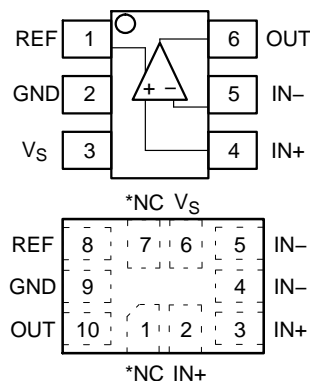 REF 1 6 OUT
GND 2 + − 5 IN−
VS 3 4 IN+
*NC VS
REF 8 7 6 5 IN−
GND 9 4 IN−
OUT 10 1 2 3 IN+
*NC IN+